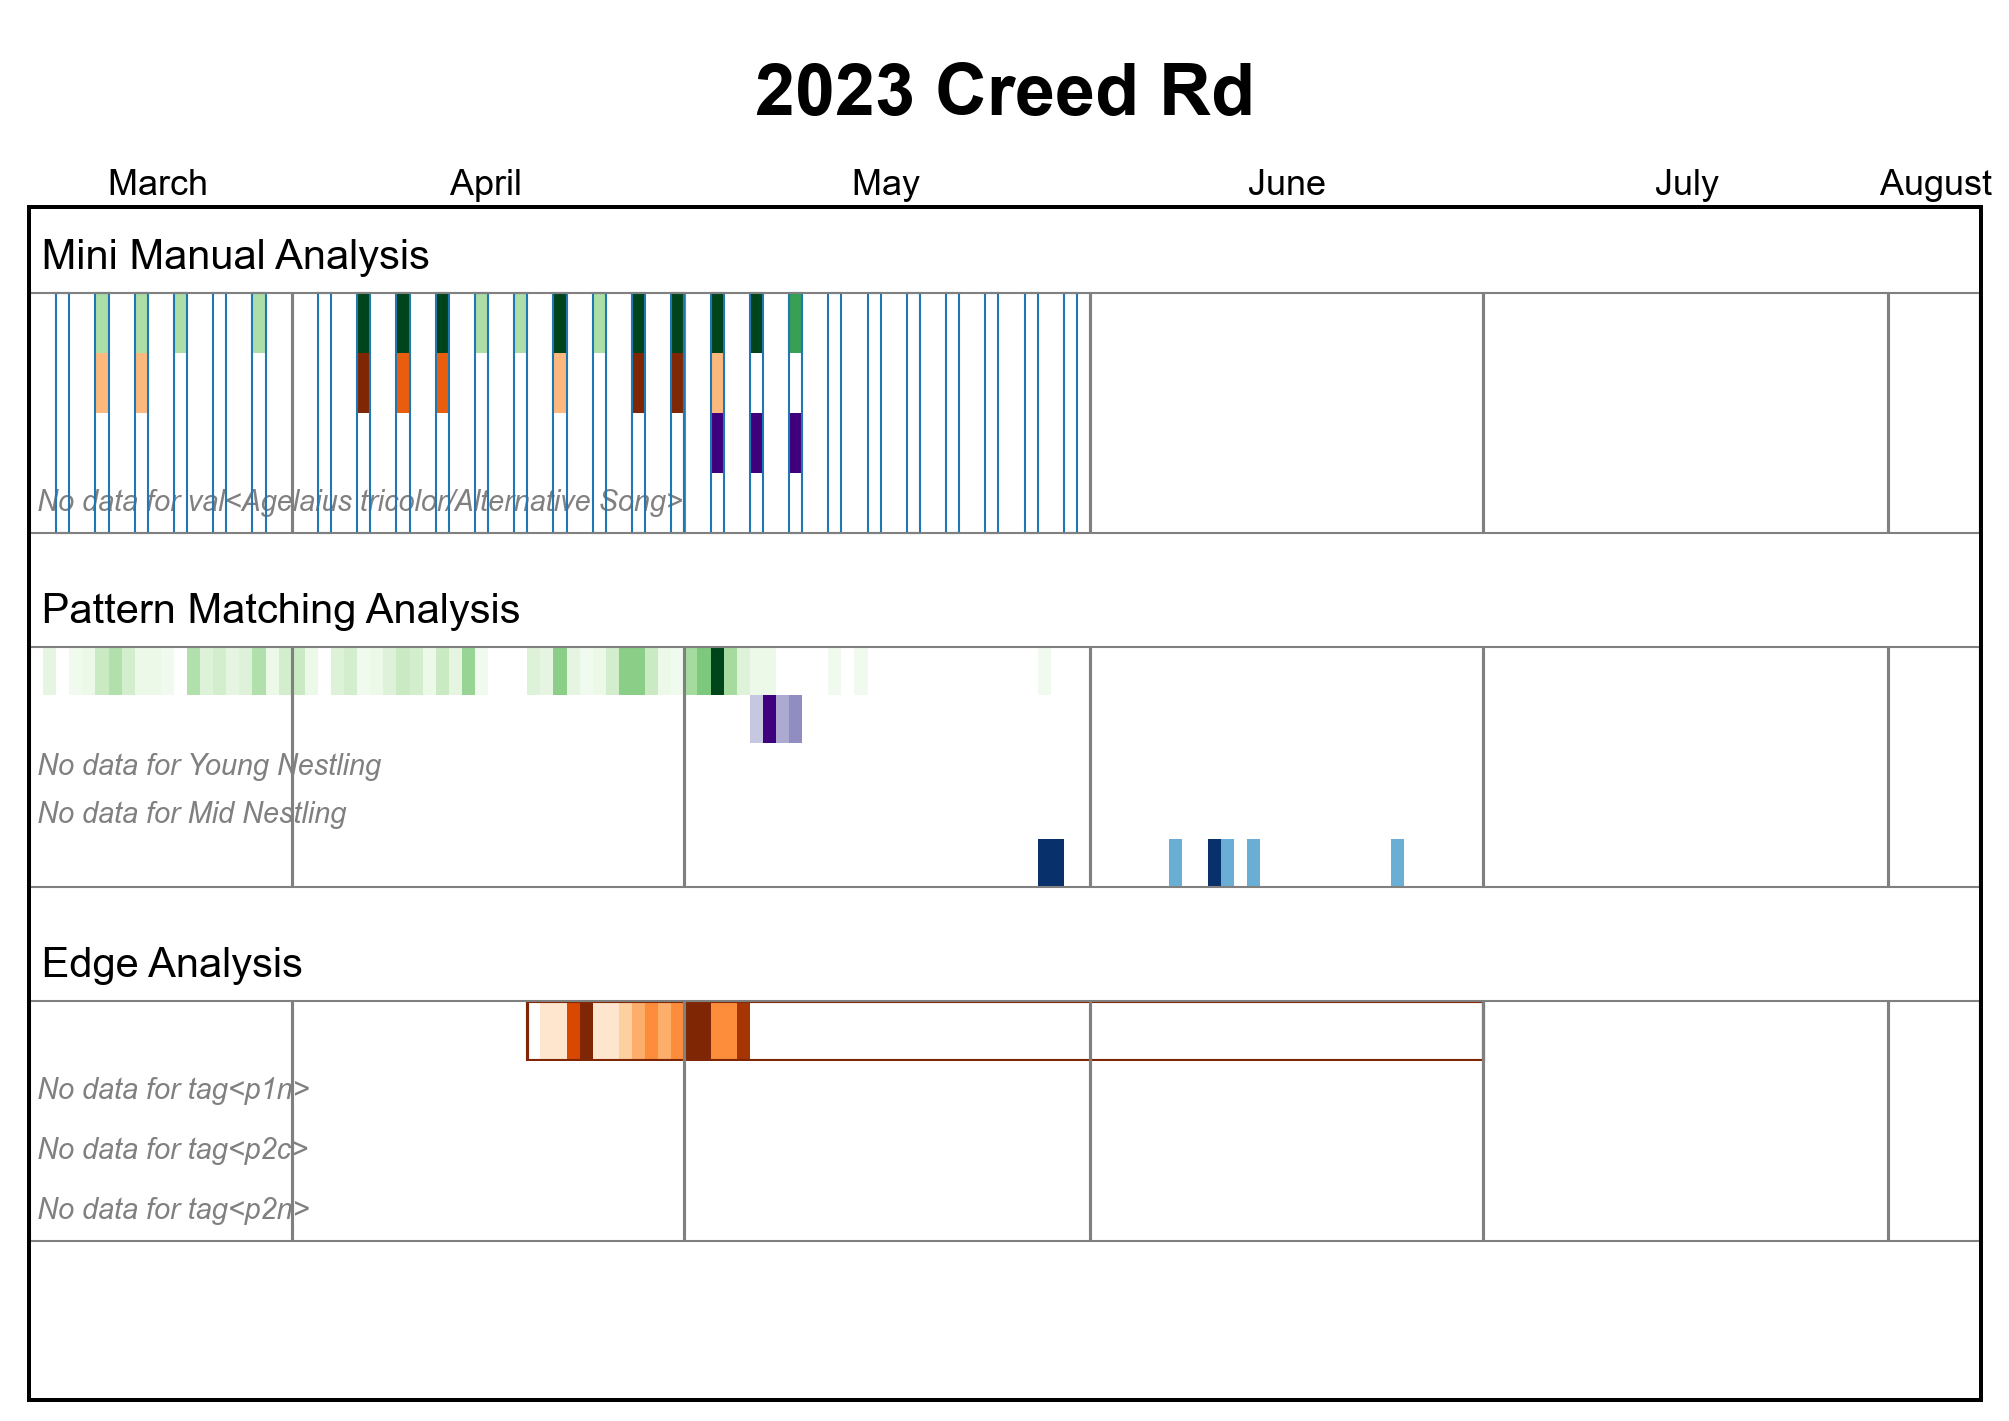 2023 Creed Rd
March April May June July August
Mini Manual Analysis
No data for val<Agelaius tricolor/Alternative Song>
Pattern Matching Analysis
No data for Young Nestling
No data for Mid Nestling
Edge Analysis
No data for tag<p1n>
No data for tag<p2c>
No data for tag<p2n>